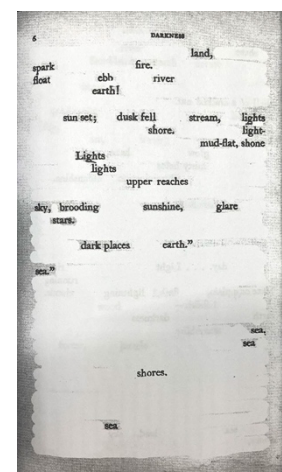 6 DARKNESS
land,
spark fire.
float ebb river
earth!
sun set; dusk fell stream, lights
shore. light-
mud-flat, shone
Lights
lights
upper reaches
sky, brooding sunshine, glare
stars.
dark places earth.”
sea.”
sea,
sea
shores.
sea